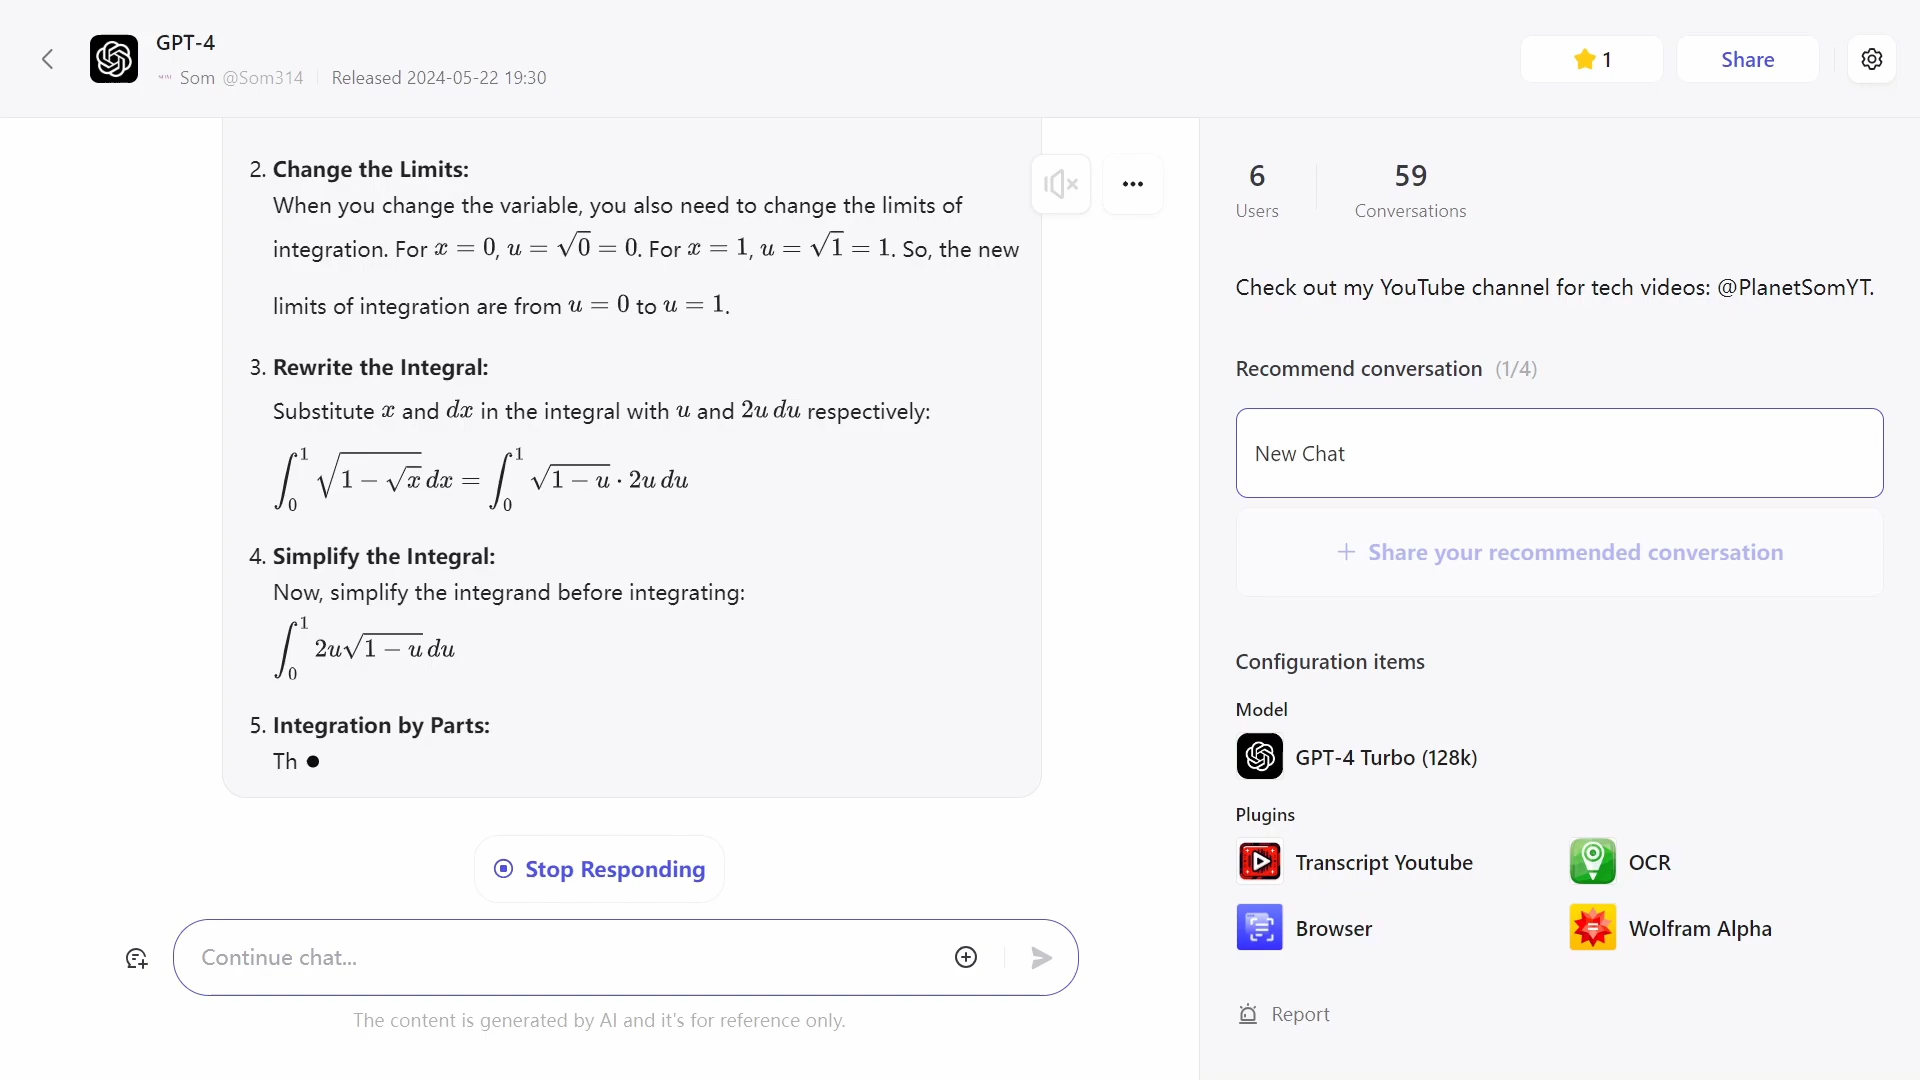 GPT-4
Som @Som314 Released 2024-05-22 19:30
1
Share
2. Change the Limits:
When you change the variable, you also need to change the limits of
integration. For x = 0, u = √0 = 0. For x = 1, u = √1 = 1. So, the new
limits of integration are from u = 0 to u = 1.
3. Rewrite the Integral:
Substitute x and dx in the integral with u and 2u du respectively:
∫₀¹ √(1 − √x) dx = ∫₀¹ √(1 − u) · 2u du
4. Simplify the Integral:
Now, simplify the integrand before integrating:
∫₀¹ 2u√(1 − u) du
5. Integration by Parts:
Th
Stop Responding
Continue chat...
The content is generated by AI and it's for reference only.
6
Users
59
Conversations
Check out my YouTube channel for tech videos: @PlanetSomYT.
Recommend conversation (1/4)
New Chat
+ Share your recommended conversation
Configuration items
Model
GPT-4 Turbo (128k)
Plugins
Transcript Youtube
OCR
Browser
Wolfram Alpha
Report